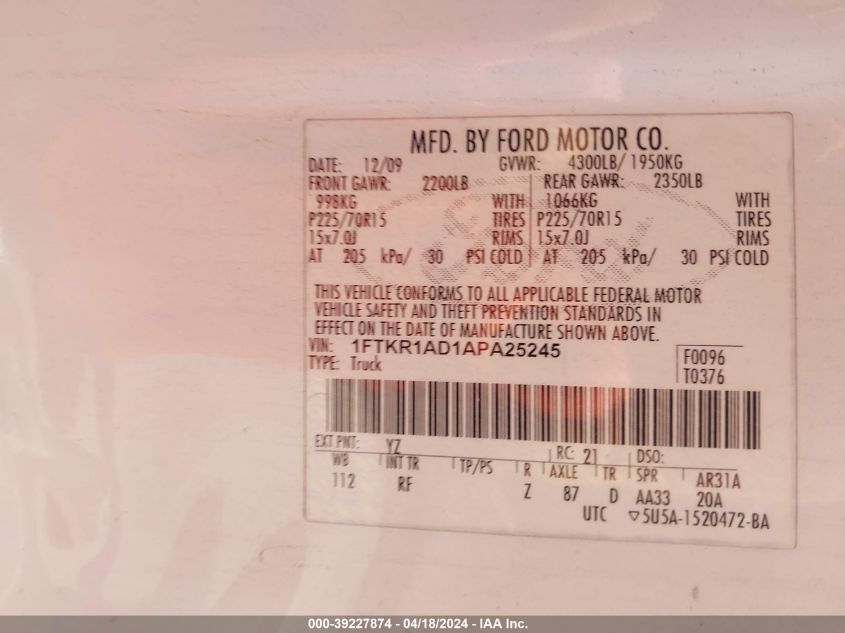 MFD. BY FORD MOTOR CO.
DATE: 12/09 GVWR: 4300LB/ 1950KG
FRONT GAWR: 2200LB REAR GAWR: 2350LB
998KG WITH 1066KG WITH
P225/70R15 TIRES P225/70R15 TIRES
15x7.0J RIMS 15x7.0J RIMS
AT 205 kPa/ 30 PSI COLD AT 205 kPa/ 30 PSI COLD
THIS VEHICLE CONFORMS TO ALL APPLICABLE FEDERAL MOTOR
VEHICLE SAFETY AND THEFT PREVENTION STANDARDS IN
EFFECT ON THE DATE OF MANUFACTURE SHOWN ABOVE.
VIN: 1FTKR1AD1APA25245 F0096
TYPE: Truck T0376
EXT PNT: YZ RC: 21 DSO:
WB INT TR TP/PS R AXLE TR SPR AR31A
112 RF Z 87 D AA33 20A
UTC ▽5U5A-1520472-BA
000-39227874 - 04/18/2024 - IAA Inc.